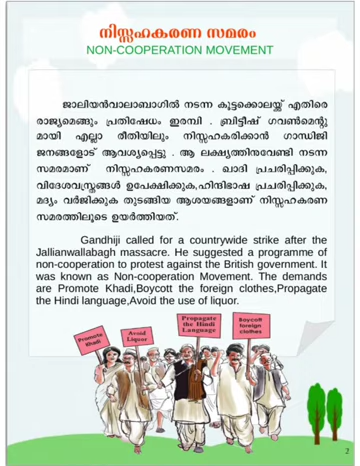 നിസ്സഹകരണ സമരം
NON-COOPERATION MOVEMENT
ജാലിയൻവാലാബാഗിൽ നടന്ന കൂട്ടക്കൊലയ്ക്ക് എതിരെ
രാജ്യമെങ്ങും പ്രതിഷേധം ഇരമ്പി . ബ്രിട്ടീഷ് ഗവൺമെന്റു
മായി എല്ലാ രീതിയിലും നിസ്സഹകരിക്കാൻ ഗാന്ധിജി
ജനങ്ങളോട് ആവശ്യപ്പെട്ടു . ആ ലക്ഷ്യത്തിനുവേണ്ടി നടന്ന
സമരമാണ് നിസ്സഹകരണസമരം . ഖാദി പ്രചരിപ്പിക്കുക,
വിദേശവസ്ത്രങ്ങൾ ഉപേക്ഷിക്കുക,ഹിന്ദിഭാഷ പ്രചരിപ്പിക്കുക,
മദ്യം വർജിക്കുക തുടങ്ങിയ ആശയങ്ങളാണ് നിസ്സഹകരണ
സമരത്തിലൂടെ ഉയർത്തിയത്.
Gandhiji called for a countrywide strike after the
Jallianwallabagh massacre. He suggested a programme of
non-cooperation to protest against the British government. It
was known as Non-cooperation Movement. The demands
are Promote Khadi,Boycott the foreign clothes,Propagate
the Hindi language,Avoid the use of liquor.
Promote
Khadi
Avoid
Liquor
Propagate
the Hindi
Language
Boycott
foreign
clothes
2